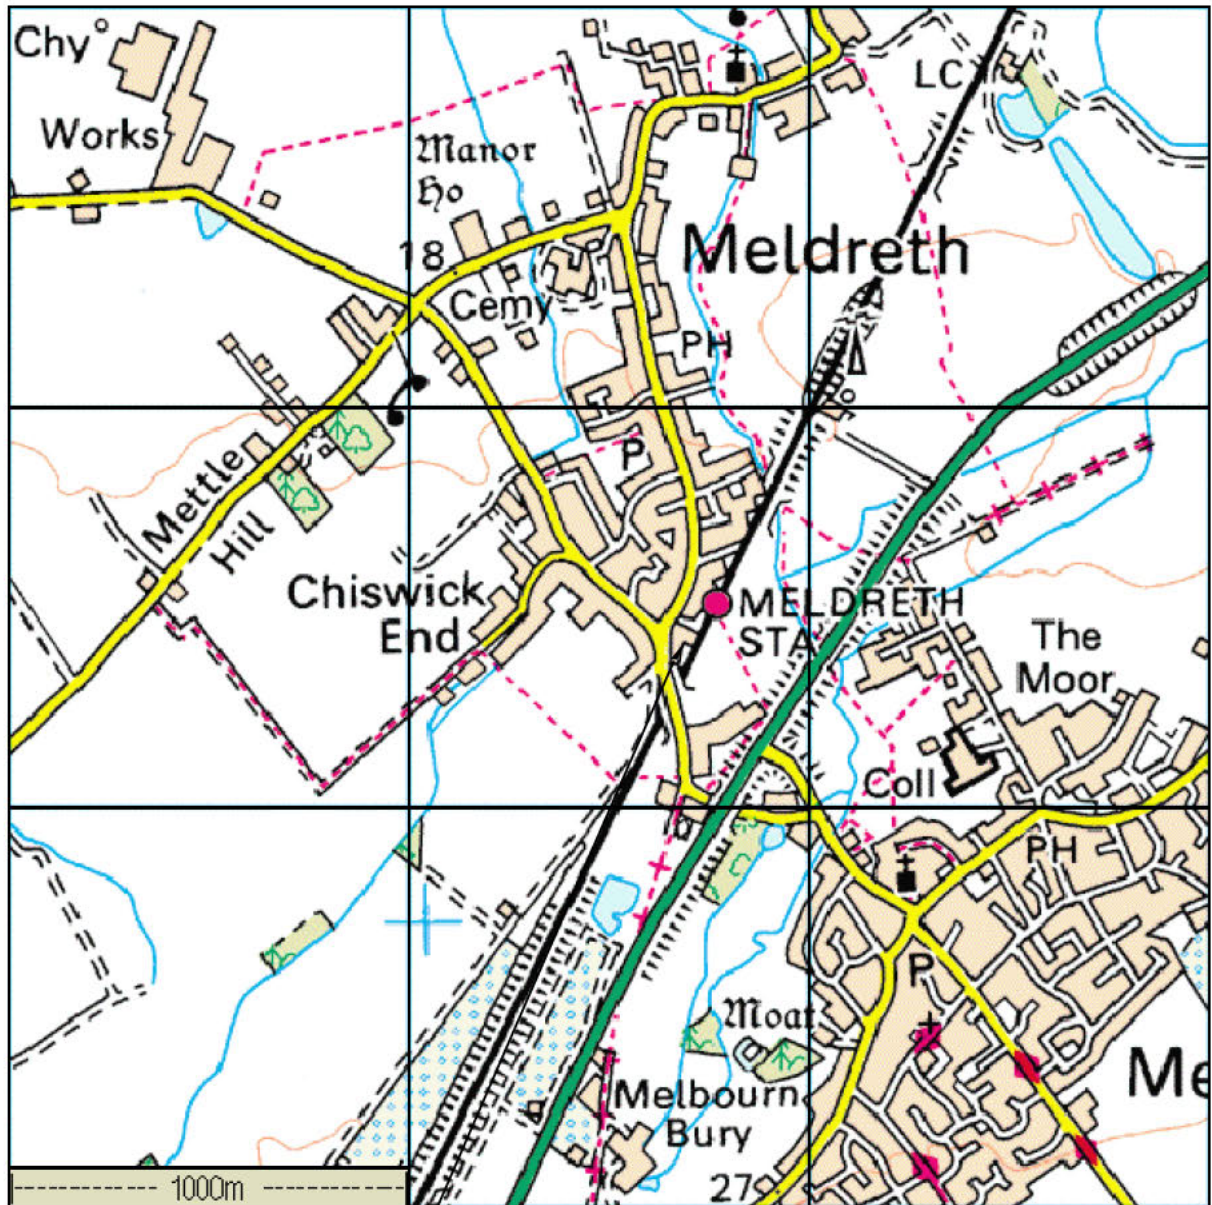 Chy
LC
Works
Manor
Ho
Meldreth
18
Cemy
PH
P
Mettle
Hill
Chiswick
End
MELDRETH
STA
The
Moor
Coll
PH
P
Moat
Me
Melbourn
Bury
27
1000m